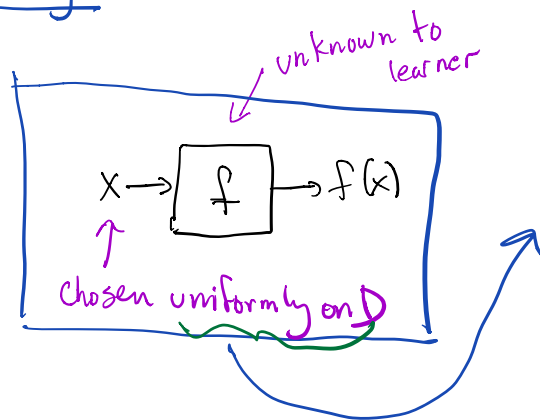 unknown to
learner
x → f → f(x)
chosen uniformly on D